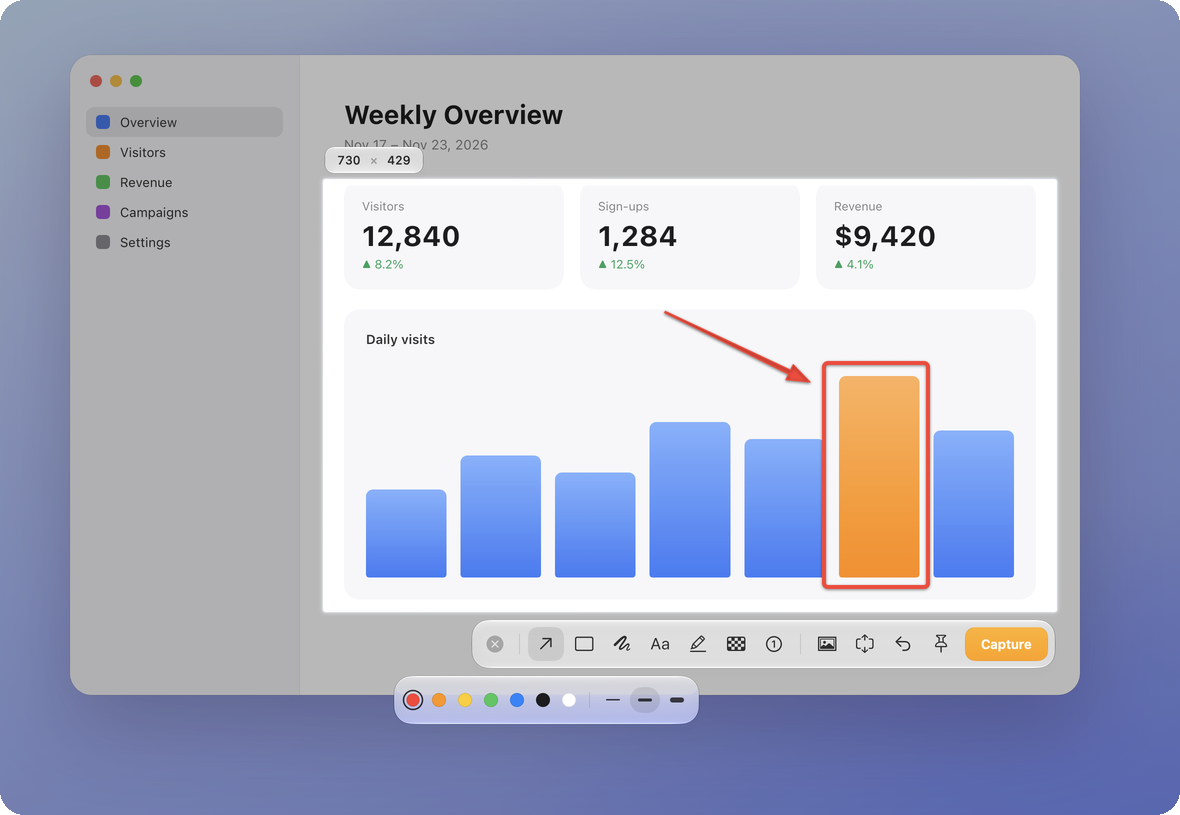 Weekly Overview
Nov 17 – Nov 23, 2026
730 × 429
Overview
Visitors
Revenue
Campaigns
Settings
Visitors
12,840
▲ 8.2%
Sign-ups
1,284
▲ 12.5%
Revenue
$9,420
▲ 4.1%
Daily visits
Aa
1
Capture